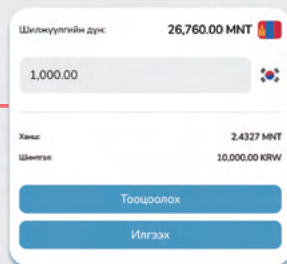 Шилжүүлгийн дүн: 26,760.00 MNT
1,000.00
Ханш: 2.4327 MNT
Шимтгэл: 10,000.00 KRW
Тооцоолох
Илгээх